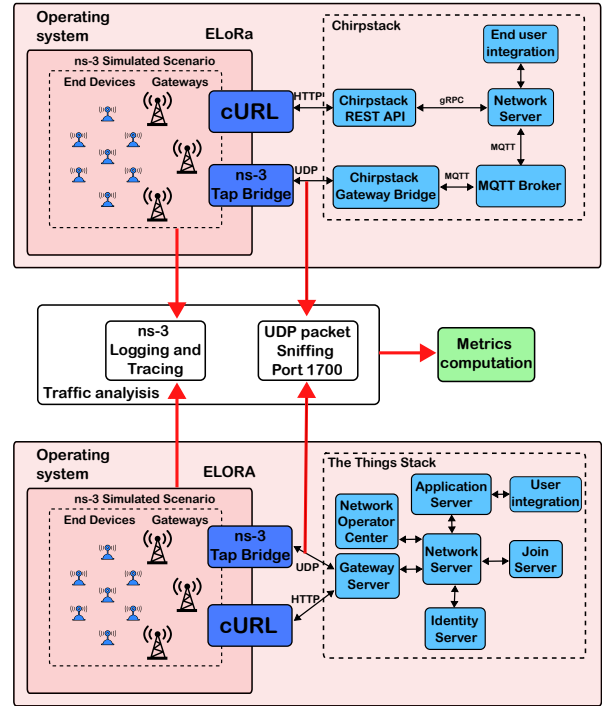 Operating
system
ELoRa
ns-3 Simulated Scenario
End Devices
Gateways
cURL
ns-3
Tap Bridge
HTTP
UDP
Chirpstack
End user
integration
Chirpstack
REST API
gRPC
Network
Server
MQTT
Chirpstack
Gateway Bridge
MQTT
MQTT Broker
ns-3
Logging and
Tracing
UDP packet
Sniffing
Port 1700
Traffic analyisis
Metrics
computation
Operating
system
ELORA
ns-3 Simulated Scenario
End Devices
Gateways
ns-3
Tap Bridge
cURL
UDP
HTTP
The Things Stack
Application
Server
User
integration
Network
Operator
Center
Network
Server
Join
Server
Gateway
Server
Identity
Server